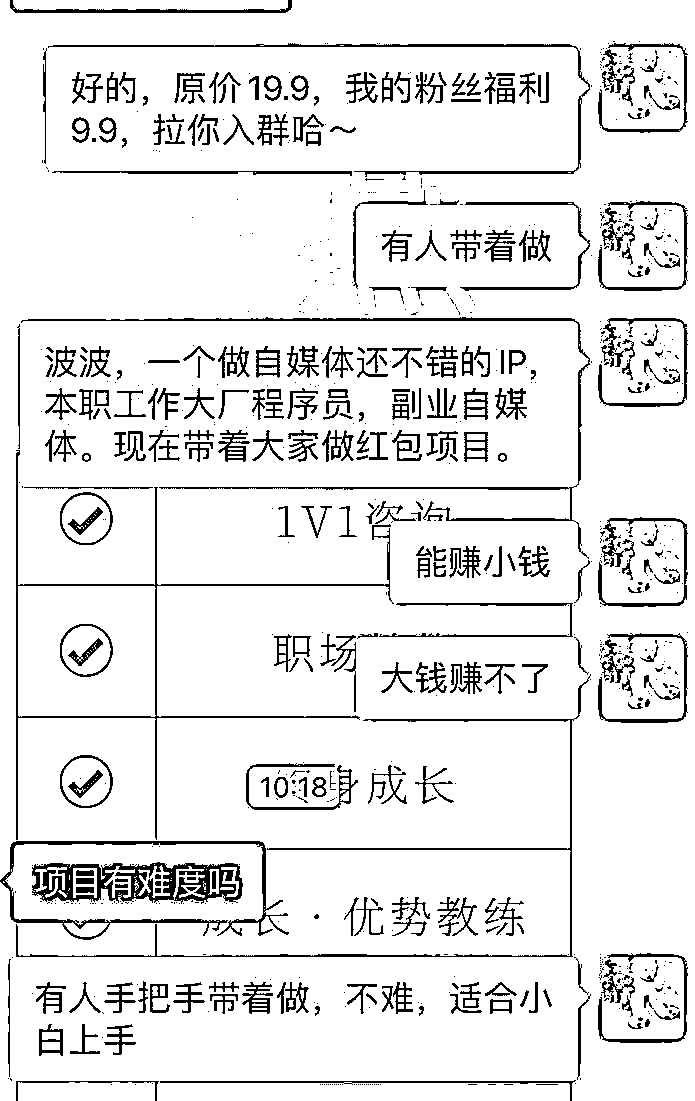 好的，原价19.9，我的粉丝福利
9.9，拉你入群哈～
有人带着做
波波，一个做自媒体还不错的IP，
本职工作大厂程序员，副业自媒
体。现在带着大家做红包项目。
1V1咨询
能赚小钱
职场
大钱赚不了
10:18
身成长
项目有难度吗
成长·优势教练
有人手把手带着做，不难，适合小
白上手